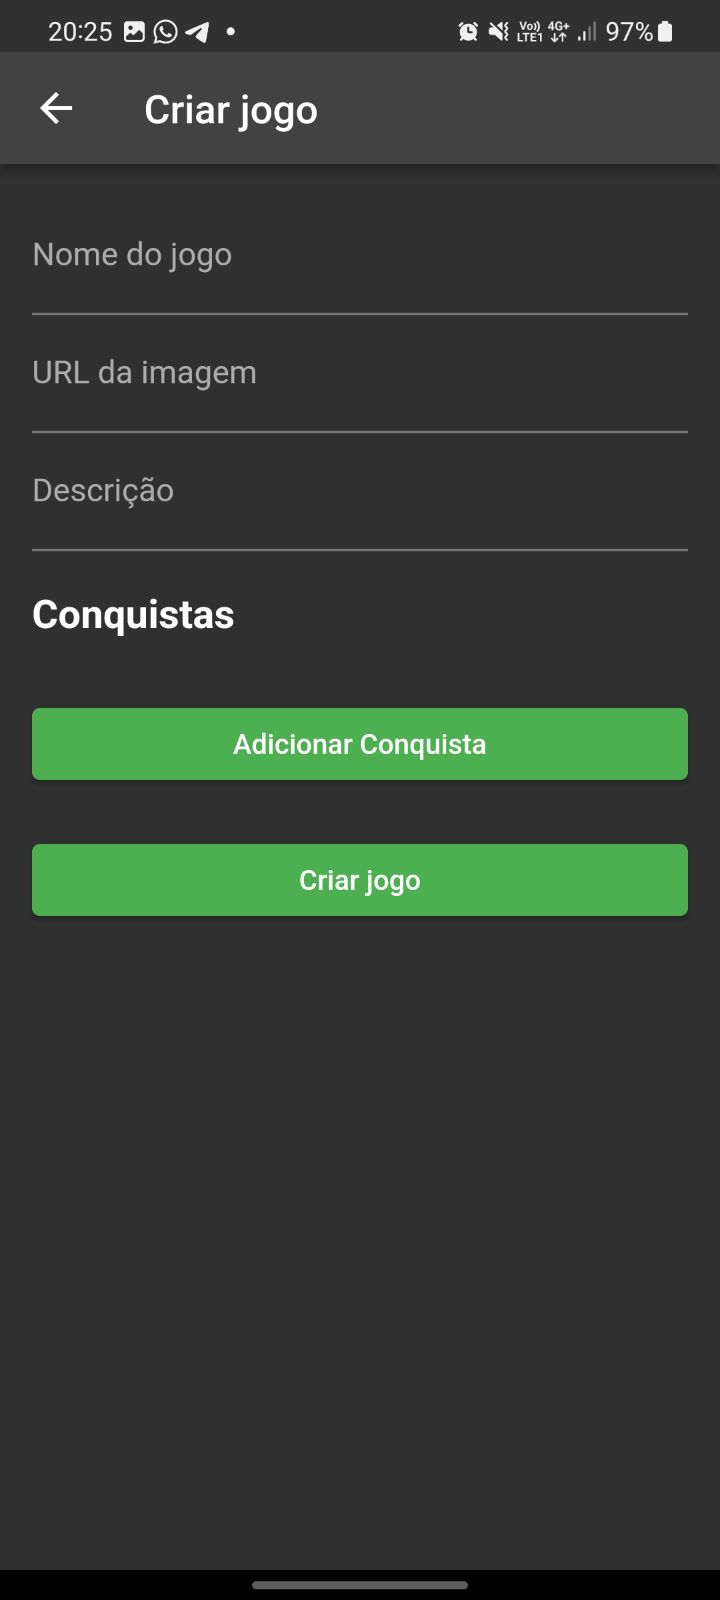 20:25 Vo)) LTE1 4G+ 97%
Criar jogo
Nome do jogo
URL da imagem
Descrição
Conquistas
Adicionar Conquista
Criar jogo